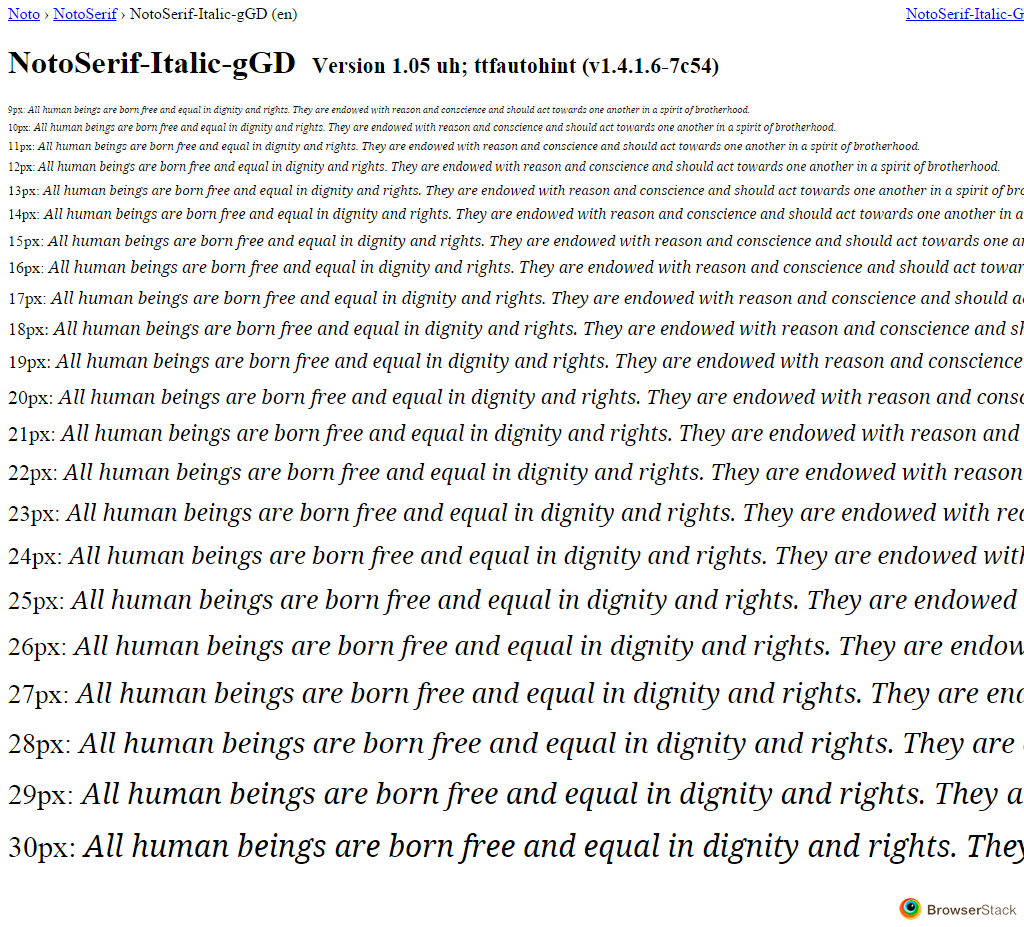 Noto › NotoSerif › NotoSerif-Italic-gGD (en) NotoSerif-Italic-G
NotoSerif-Italic-gGD Version 1.05 uh; ttfautohint (v1.4.1.6-7c54)
9px: All human beings are born free and equal in dignity and rights. They are endowed with reason and conscience and should act towards one another in a spirit of brotherhood.
10px: All human beings are born free and equal in dignity and rights. They are endowed with reason and conscience and should act towards one another in a spirit of brotherhood.
11px: All human beings are born free and equal in dignity and rights. They are endowed with reason and conscience and should act towards one another in a spirit of brotherhood.
12px: All human beings are born free and equal in dignity and rights. They are endowed with reason and conscience and should act towards one another in a spirit of brotherhood.
13px: All human beings are born free and equal in dignity and rights. They are endowed with reason and conscience and should act towards one another in a spirit of bro
14px: All human beings are born free and equal in dignity and rights. They are endowed with reason and conscience and should act towards one another in a
15px: All human beings are born free and equal in dignity and rights. They are endowed with reason and conscience and should act towards one an
16px: All human beings are born free and equal in dignity and rights. They are endowed with reason and conscience and should act towar
17px: All human beings are born free and equal in dignity and rights. They are endowed with reason and conscience and should a
18px: All human beings are born free and equal in dignity and rights. They are endowed with reason and conscience and sh
19px: All human beings are born free and equal in dignity and rights. They are endowed with reason and conscience
20px: All human beings are born free and equal in dignity and rights. They are endowed with reason and consc
21px: All human beings are born free and equal in dignity and rights. They are endowed with reason and
22px: All human beings are born free and equal in dignity and rights. They are endowed with reason
23px: All human beings are born free and equal in dignity and rights. They are endowed with rea
24px: All human beings are born free and equal in dignity and rights. They are endowed with
25px: All human beings are born free and equal in dignity and rights. They are endowed
26px: All human beings are born free and equal in dignity and rights. They are endow
27px: All human beings are born free and equal in dignity and rights. They are end
28px: All human beings are born free and equal in dignity and rights. They are
29px: All human beings are born free and equal in dignity and rights. They a
30px: All human beings are born free and equal in dignity and rights. They
BrowserStack